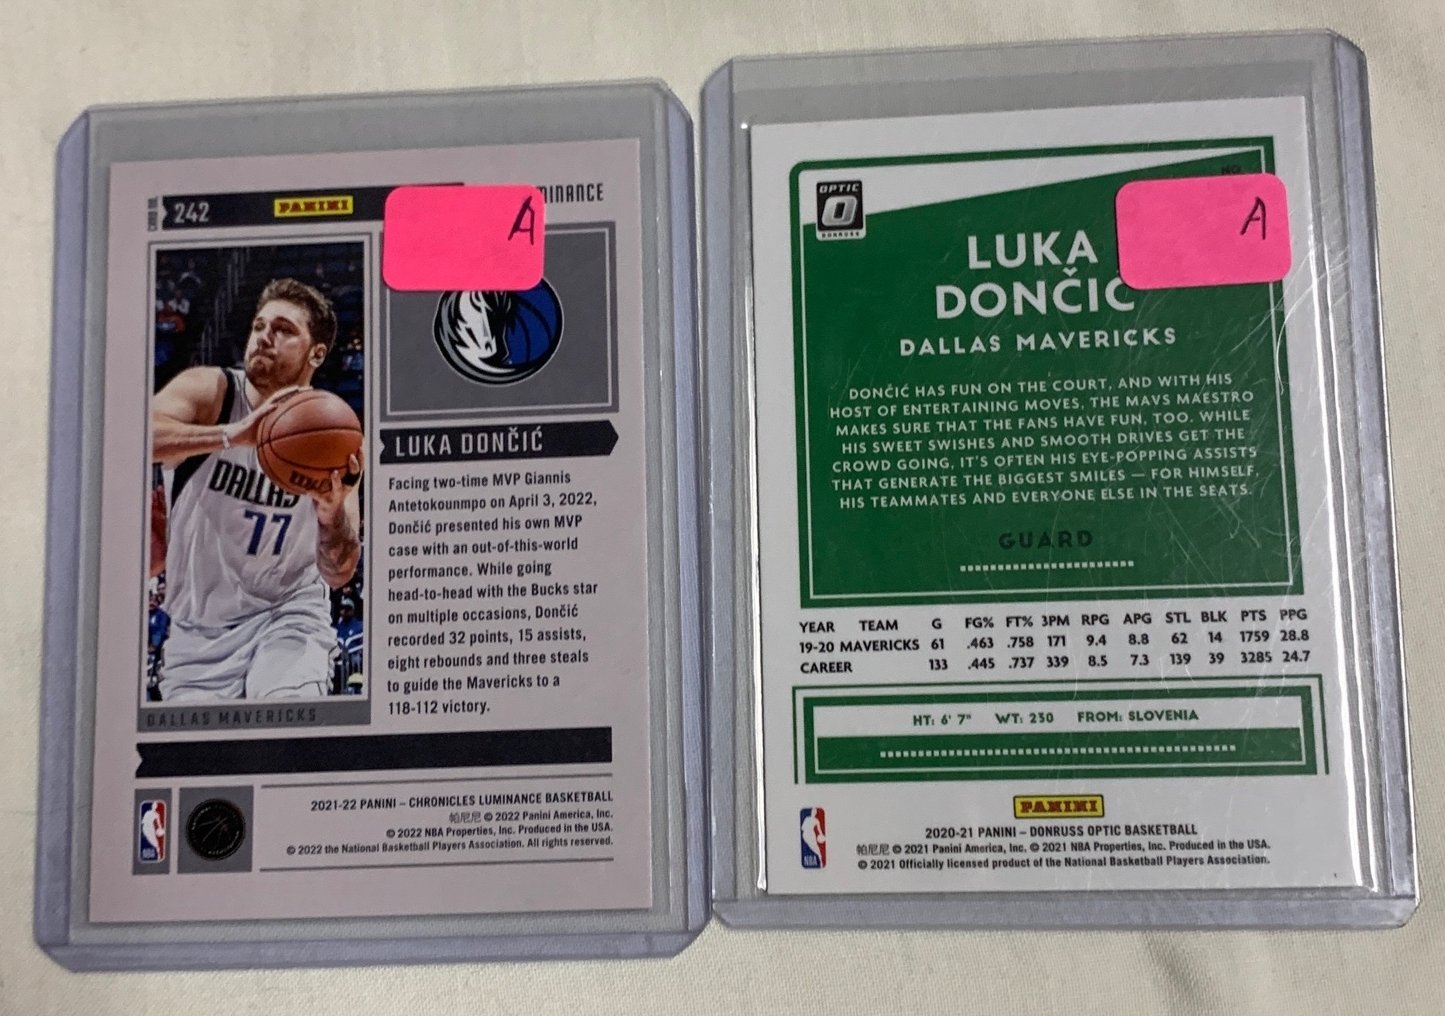 CARD NO.
242
PANINI
MINANCE
A
DALLAS
77
LUKA DONČIĆ
Facing two-time MVP Giannis
Antetokounmpo on April 3, 2022,
Dončić presented his own MVP
case with an out-of-this-world
performance. While going
head-to-head with the Bucks star
on multiple occasions, Dončić
recorded 32 points, 15 assists,
eight rebounds and three steals
to guide the Mavericks to a
118-112 victory.
DALLAS MAVERICKS
NBA
2021-22 PANINI – CHRONICLES LUMINANCE BASKETBALL
帕尼尼 © 2022 Panini America, Inc.
© 2022 NBA Properties, Inc. Produced in the USA.
© 2022 the National Basketball Players Association. All rights reserved.
OPTIC
DONRUSS
NO.
A
LUKA
DONČIĆ
DALLAS MAVERICKS
DONČIĆ HAS FUN ON THE COURT, AND WITH HIS
HOST OF ENTERTAINING MOVES, THE MAVS MAESTRO
MAKES SURE THAT THE FANS HAVE FUN, TOO. WHILE
HIS SWEET SWISHES AND SMOOTH DRIVES GET THE
CROWD GOING, IT'S OFTEN HIS EYE-POPPING ASSISTS
THAT GENERATE THE BIGGEST SMILES — FOR HIMSELF,
HIS TEAMMATES AND EVERYONE ELSE IN THE SEATS.
GUARD
YEAR TEAM G FG% FT% 3PM RPG APG STL BLK PTS PPG
19-20 MAVERICKS 61 .463 .758 171 9.4 8.8 62 14 1759 28.8
CAREER 133 .445 .737 339 8.5 7.3 139 39 3285 24.7
HT: 6' 7" WT: 230 FROM: SLOVENIA
PANINI
NBA
2020-21 PANINI – DONRUSS OPTIC BASKETBALL
帕尼尼 © 2021 Panini America, Inc. © 2021 NBA Properties, Inc. Produced in the USA.
© 2021 Officially licensed product of the National Basketball Players Association.